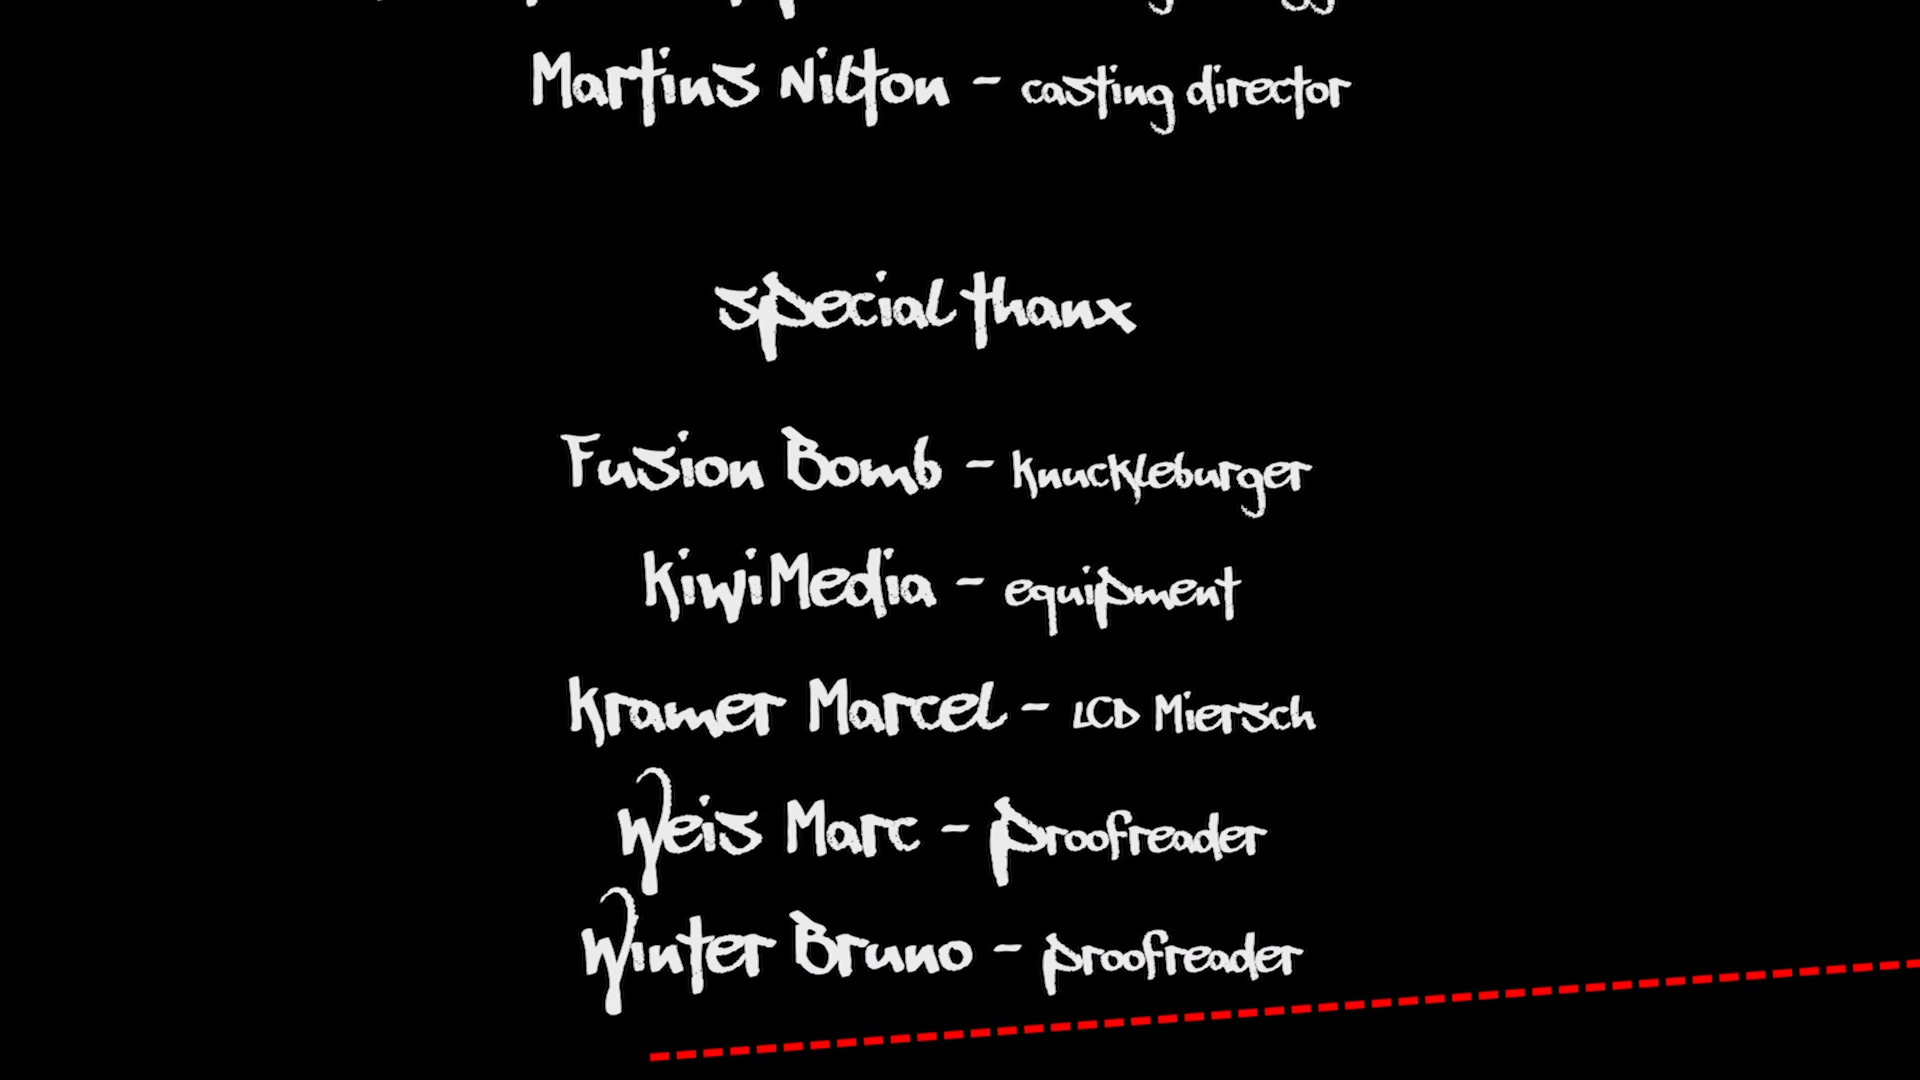 Martins Nilton - casting director
special thanx
Fusion Bomb - Knuckleburger
KiwiMedia - equipment
Kramer Marcel - LCD Miersch
Weis Marc - Proofreader
Winter Bruno - proofreader